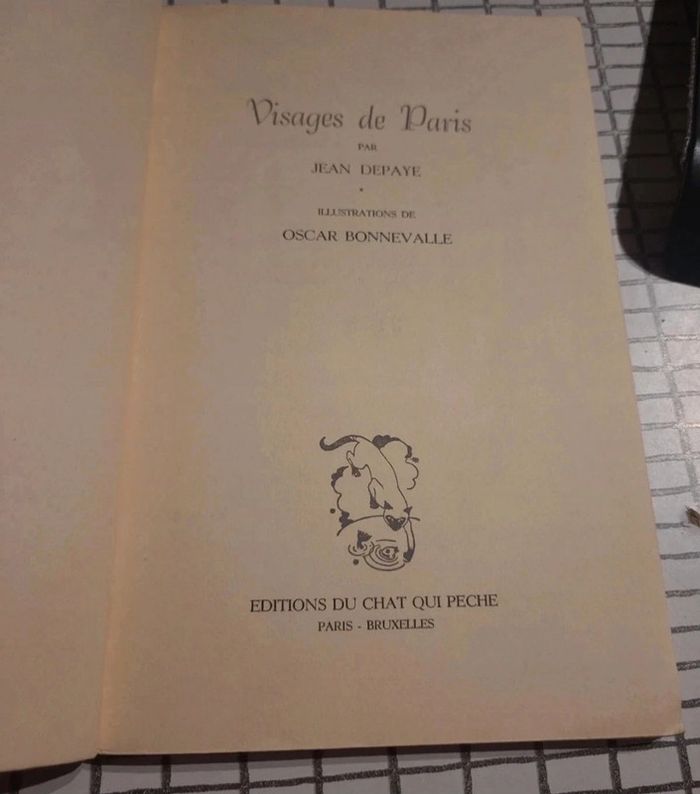 Visages de Paris
PAR
JEAN DEPAYE
ILLUSTRATIONS DE
OSCAR BONNEVALLE
EDITIONS DU CHAT QUI PECHE
PARIS - BRUXELLES